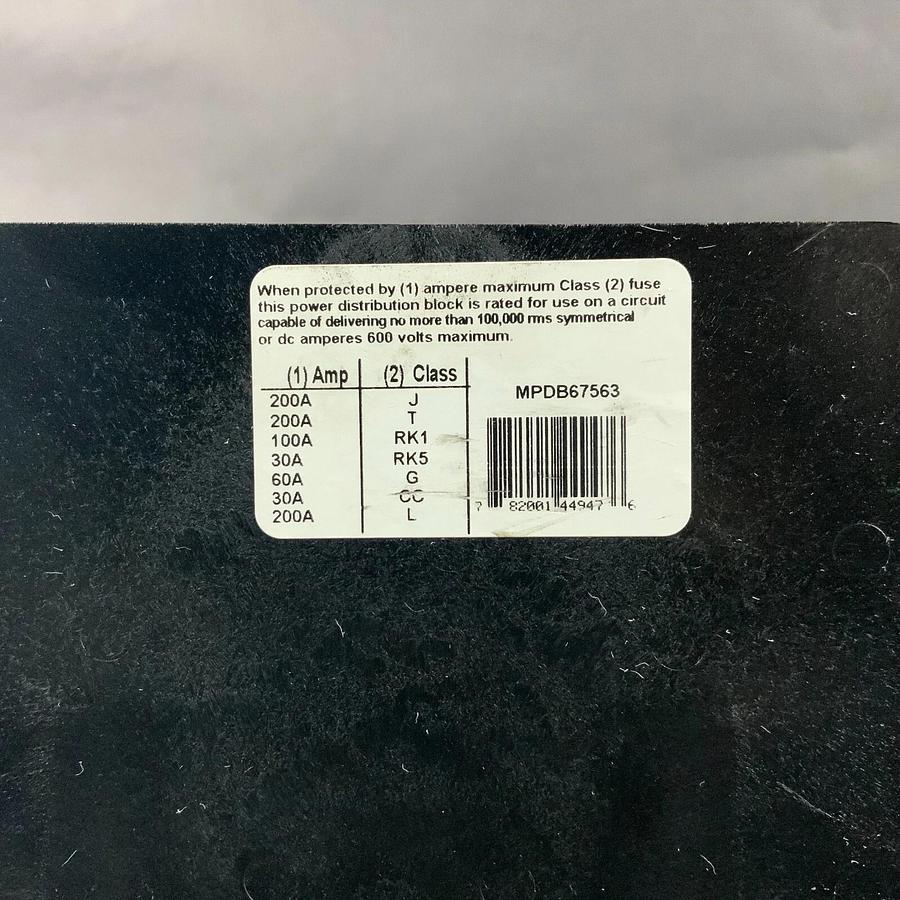 When protected by (1) ampere maximum Class (2) fuse
this power distribution block is rated for use on a circuit
capable of delivering no more than 100,000 rms symmetrical
or dc amperes 600 volts maximum.
(1) Amp (2) Class
200A J
200A T
100A RK1
30A RK5
60A G
30A CC
200A L
MPDB67563
7 82001 44947 6